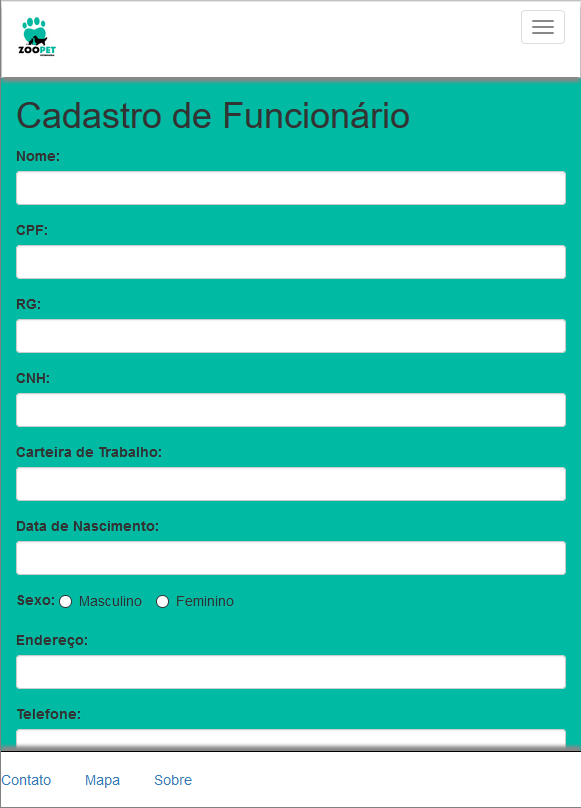 ZOOPET
Cadastro de Funcionário
Nome:
CPF:
RG:
CNH:
Carteira de Trabalho:
Data de Nascimento:
Sexo: Masculino Feminino
Endereço:
Telefone:
Contato Mapa Sobre